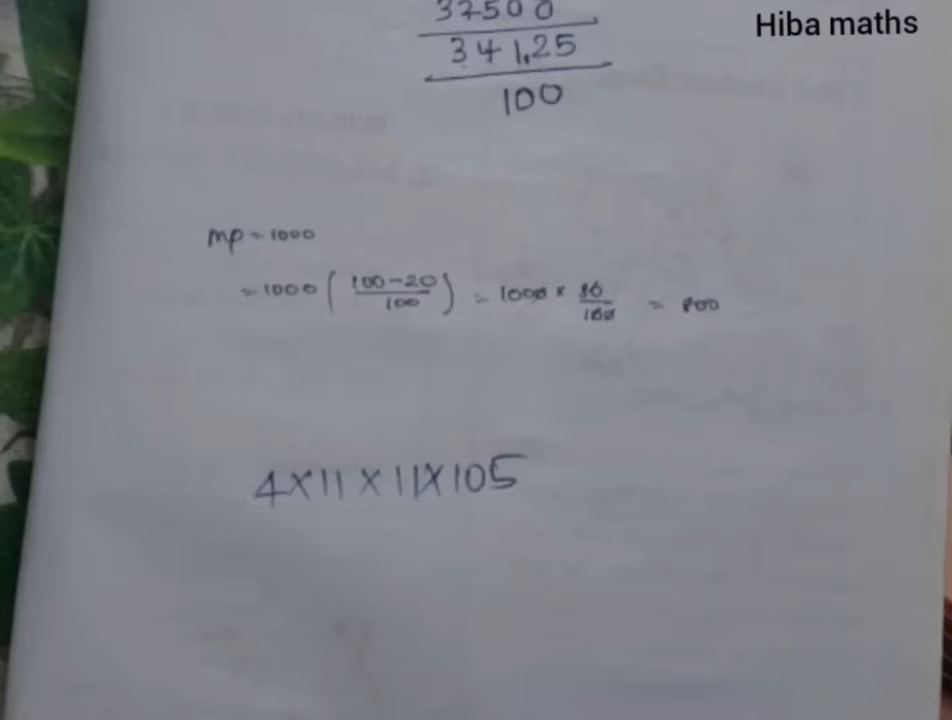 Hiba maths
37500
341,25
100
mp = 1000
= 1000 ( 100-20 / 100 ) = 1000 × 80 / 100 = 800
4×11×11×105